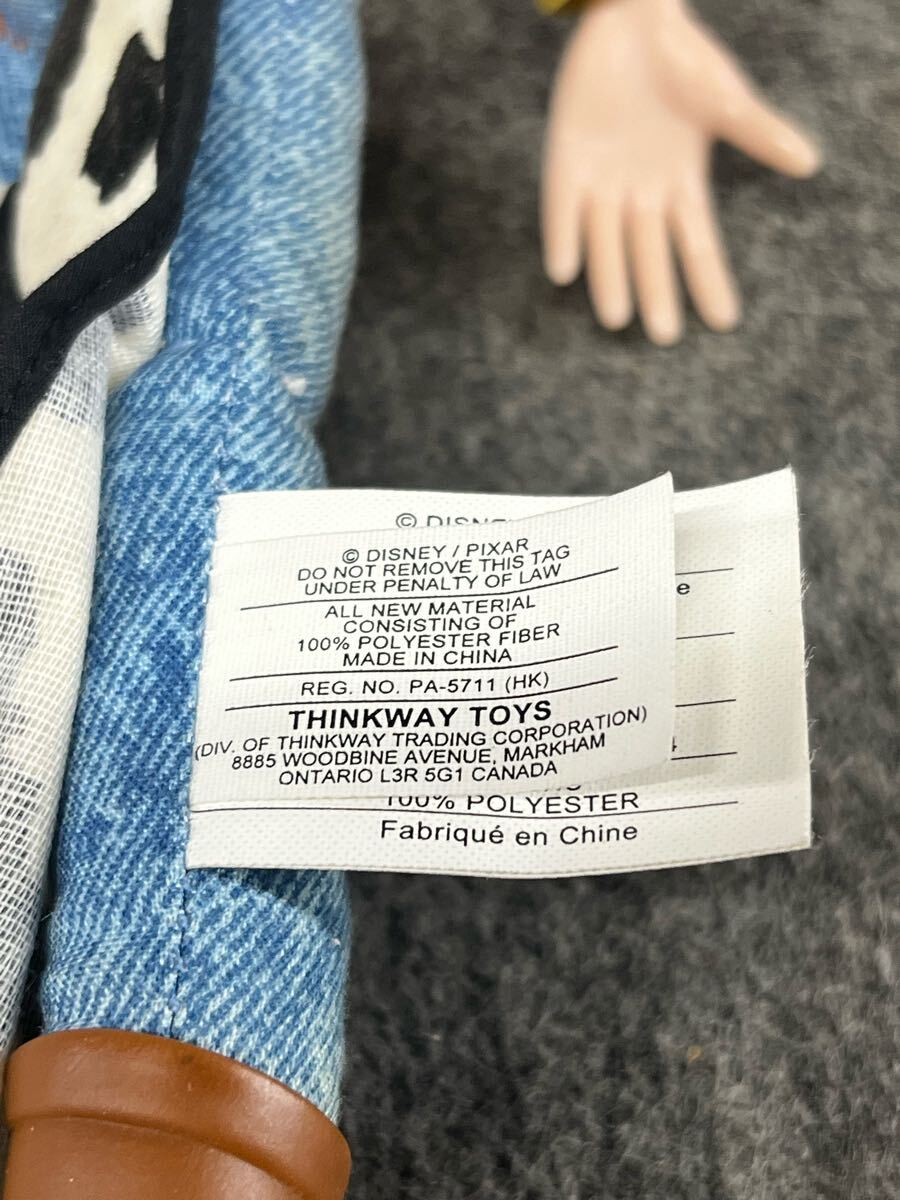 © DISNEY
© DISNEY / PIXAR
DO NOT REMOVE THIS TAG
UNDER PENALTY OF LAW
ALL NEW MATERIAL
CONSISTING OF
100% POLYESTER FIBER
MADE IN CHINA
REG. NO. PA-5711 (HK)
THINKWAY TOYS
(DIV. OF THINKWAY TRADING CORPORATION)
8885 WOODBINE AVENUE, MARKHAM
ONTARIO L3R 5G1 CANADA
e
4
100% POLYESTER
Fabriqué en Chine